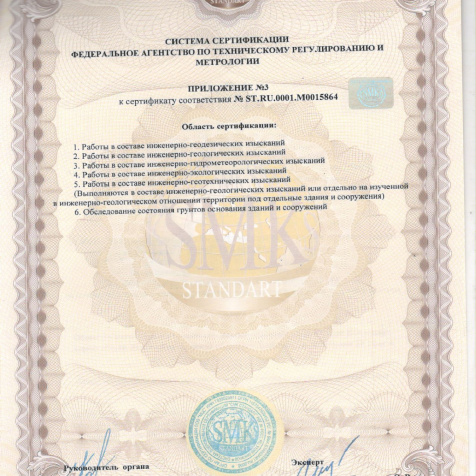 STANDART
СИСТЕМА СЕРТИФИКАЦИИ
ФЕДЕРАЛЬНОЕ АГЕНТСТВО ПО ТЕХНИЧЕСКОМУ РЕГУЛИРОВАНИЮ И
МЕТРОЛОГИИ
ПРИЛОЖЕНИЕ №3
к сертификату соответствия № ST.RU.0001.M0015864
Область сертификации:
1. Работы в составе инженерно-геодезических изысканий
2. Работы в составе инженерно-геологических изысканий
3. Работы в составе инженерно-гидрометеорологических изысканий
4. Работы в составе инженерно-экологических изысканий
5. Работы в составе инженерно-геотехнических изысканий
(Выполняются в составе инженерно-геологических изысканий или отдельно на изученной
в инженерно-геологическом отношении территории под отдельные здания и сооружения)
6. Обследование состояния грунтов основания зданий и сооружений
SMK
STANDART
SMK
Руководитель органа
Эксперт